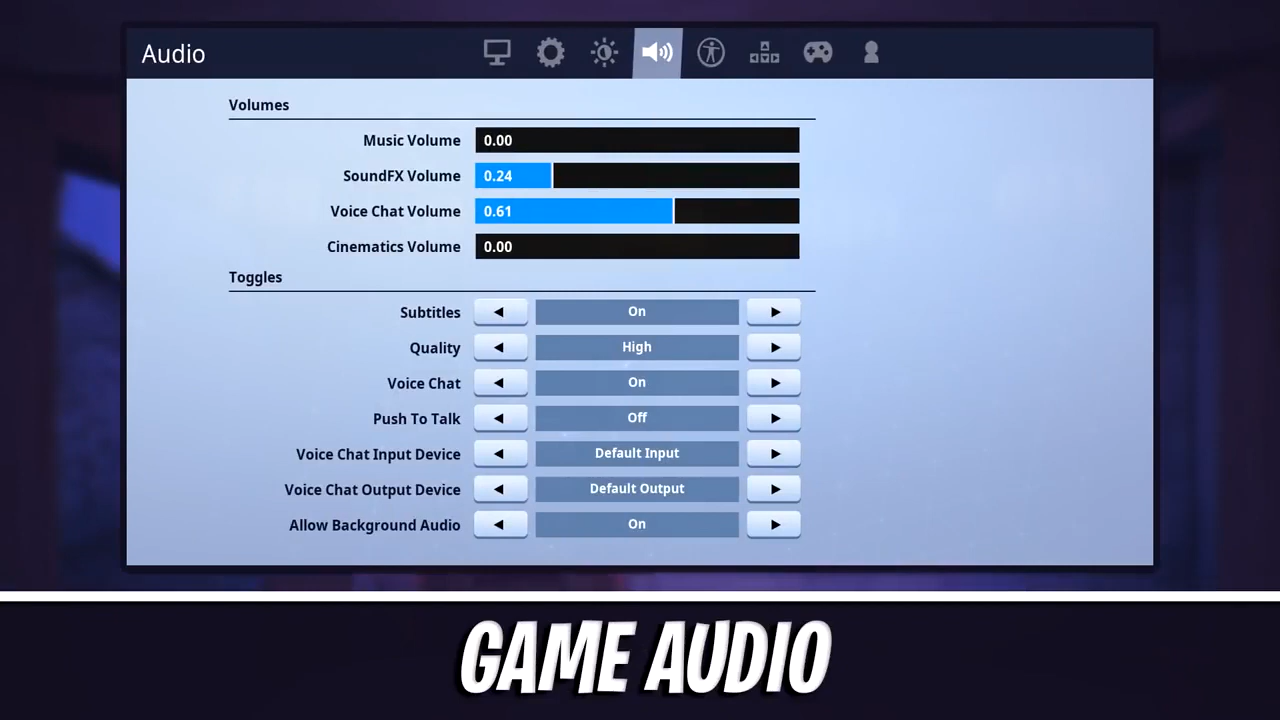 Audio
Volumes
Music Volume 0.00
SoundFX Volume 0.24
Voice Chat Volume 0.61
Cinematics Volume 0.00
Toggles
Subtitles On
Quality High
Voice Chat On
Push To Talk Off
Voice Chat Input Device Default Input
Voice Chat Output Device Default Output
Allow Background Audio On
GAME AUDIO